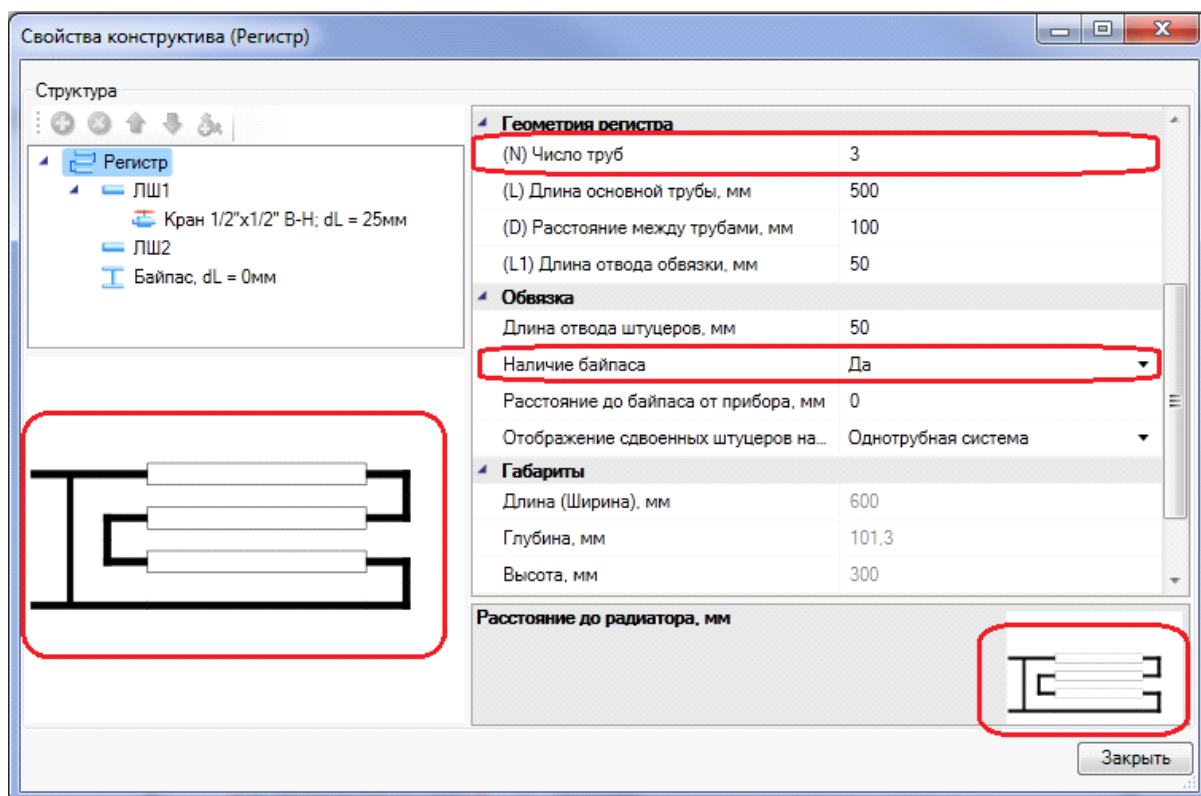 Свойства конструктива (Регистр)
Структура
Регистр
ЛШ1
Кран 1/2"x1/2" В-Н; dL = 25мм
ЛШ2
Байпас, dL = 0мм
Геометрия регистра
(N) Число труб 3
(L) Длина основной трубы, мм 500
(D) Расстояние между трубами, мм 100
(L1) Длина отвода обвязки, мм 50
Обвязка
Длина отвода штуцеров, мм 50
Наличие байпаса Да
Расстояние до байпаса от прибора, мм 0
Отображение сдвоенных штуцеров на... Однотрубная система
Габариты
Длина (Ширина), мм 600
Глубина, мм 101,3
Высота, мм 300
Расстояние до радиатора, мм
Закрыть